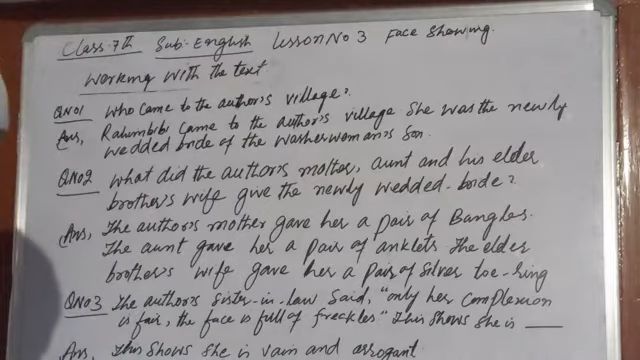 Class-7th Sub-English Lesson No 3 Face Showing.
Working with the text
QNo1 Who came to the author's village?
Ans, Rahimbibi came to the author's village She was the newly
wedded bride of the washerwoman's son.
QNo2 What did the author's mother, aunt and his elder
brother's wife give the newly wedded-bride?
Ans, The author's mother gave her a pair of Bangles.
The aunt gave her a pair of anklets The elder
brother's wife gave her a pair of silver toe-ring
QNo3 The author's sister-in-law said, "only her complexion
is fair, the face is full of freckles." This shows she is ____
Ans, This shows she is vain and arrogant